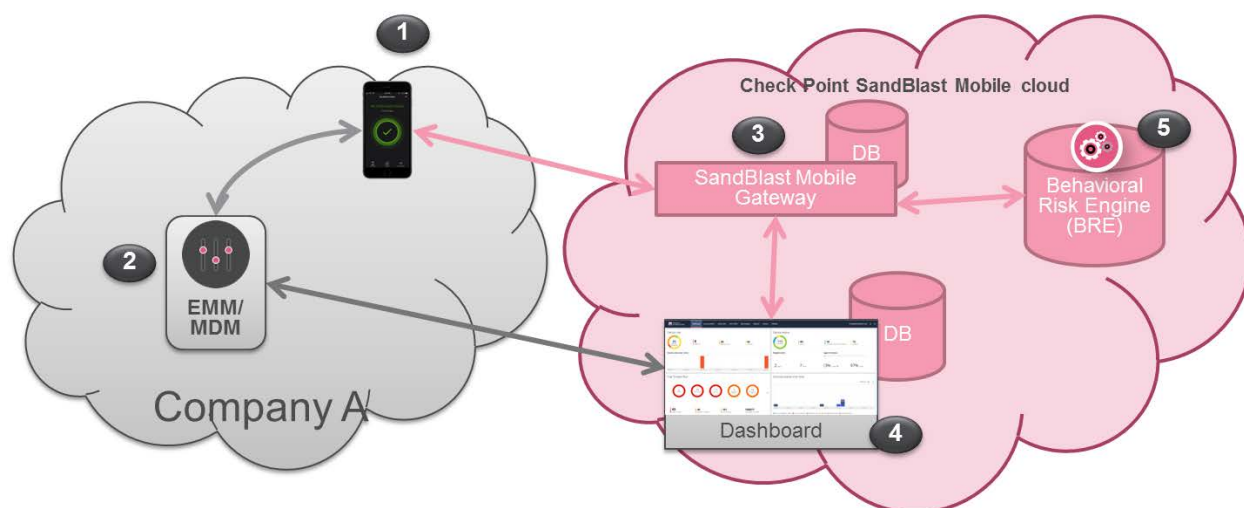 1
Check Point SandBlast Mobile cloud
3
5
DB
SandBlast Mobile
Gateway
Behavioral
Risk Engine
(BRE)
2
EMM/
MDM
DB
Company A
Dashboard
4